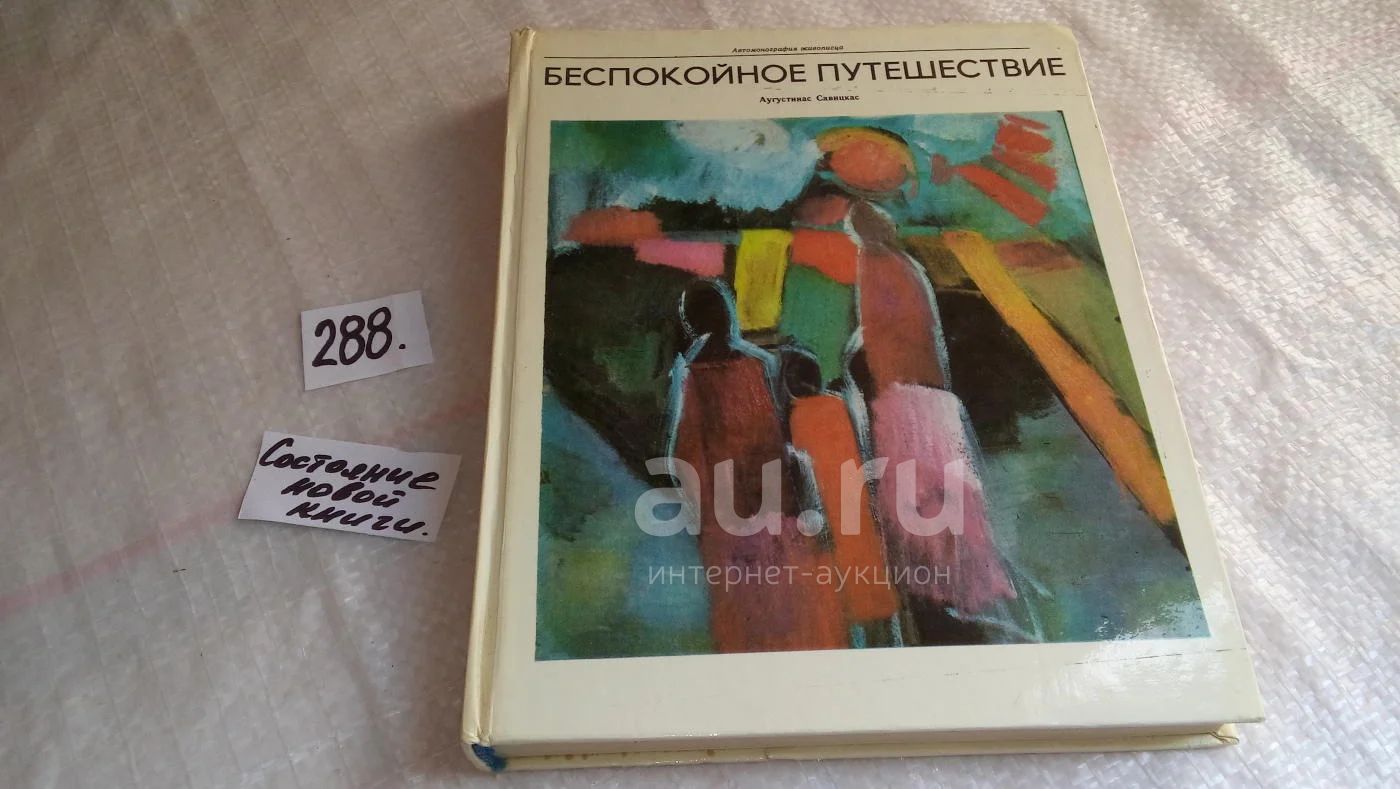 Автомонография живописца
БЕСПОКОЙНОЕ ПУТЕШЕСТВИЕ
Аугустинас Савицкас
288.
Состояние
новой
книги.
au.ru
интернет-аукцион